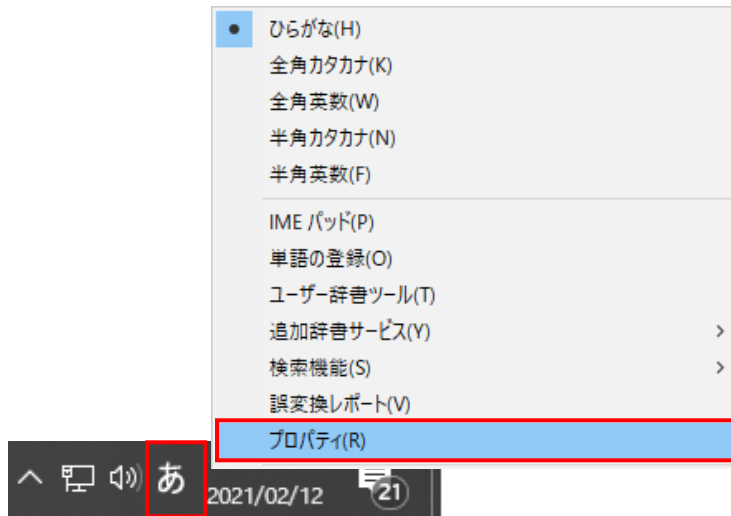 ひらがな(H)
全角カタカナ(K)
全角英数(W)
半角カタカナ(N)
半角英数(F)
IME パッド(P)
単語の登録(O)
ユーザー辞書ツール(T)
追加辞書サービス(Y)
検索機能(S)
誤変換レポート(V)
プロパティ(R)
あ
2021/02/12
21